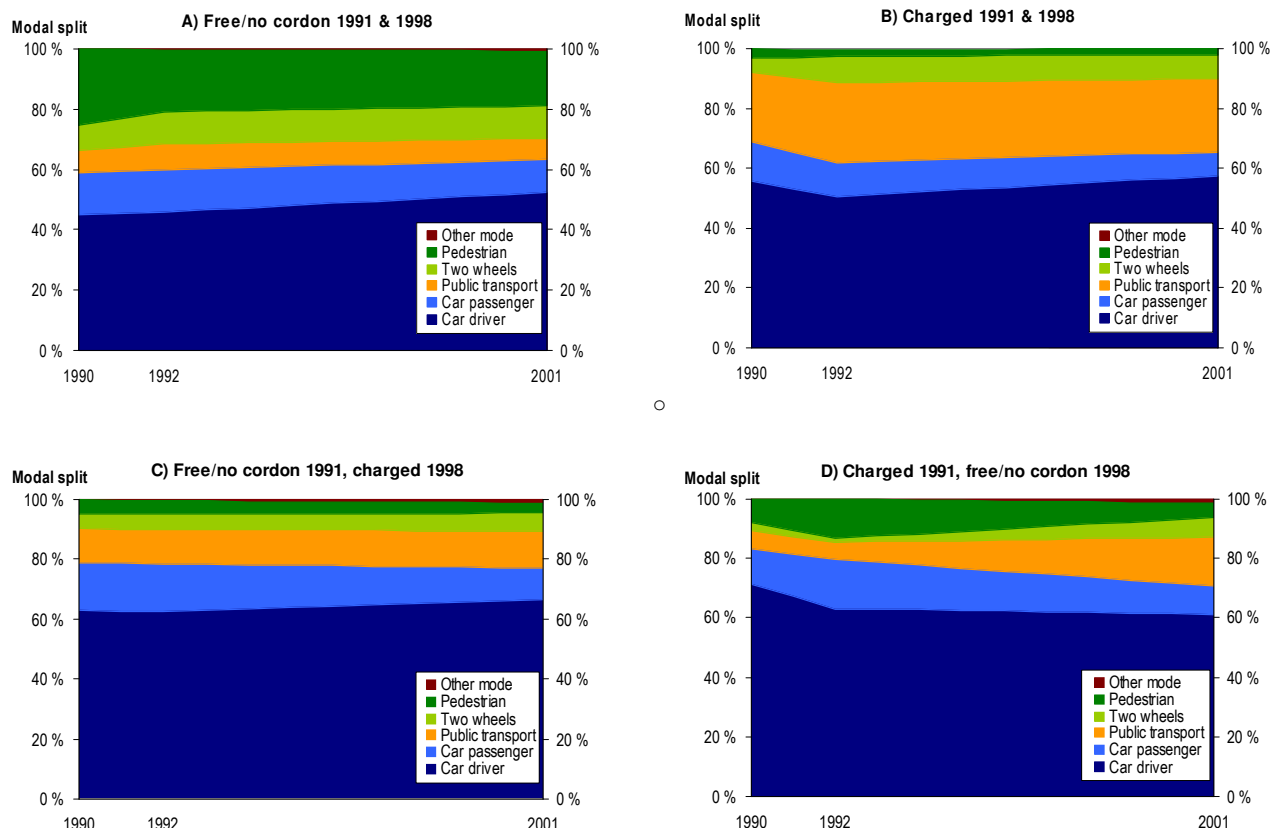 A) Free/no cordon 1991 & 1998
Modal split
100 % 100 %
80 % 80 %
60 % 60 %
40 % 40 %
20 % 20 %
0 % 0 %
Other mode
Pedestrian
Two wheels
Public transport
Car passenger
Car driver
1990 1992 2001
B) Charged 1991 & 1998
Modal split
100 % 100 %
80 % 80 %
60 % 60 %
40 % 40 %
20 % 20 %
0 % 0 %
Other mode
Pedestrian
Two wheels
Public transport
Car passenger
Car driver
1990 1992 2001
C) Free/no cordon 1991, charged 1998
Modal split
100 % 100 %
80 % 80 %
60 % 60 %
40 % 40 %
20 % 20 %
0 % 0 %
Other mode
Pedestrian
Two wheels
Public transport
Car passenger
Car driver
1990 1992 2001
D) Charged 1991, free/no cordon 1998
Modal split
100 % 100 %
80 % 80 %
60 % 60 %
40 % 40 %
20 % 20 %
0 % 0 %
Other mode
Pedestrian
Two wheels
Public transport
Car passenger
Car driver
1990 1992 2001